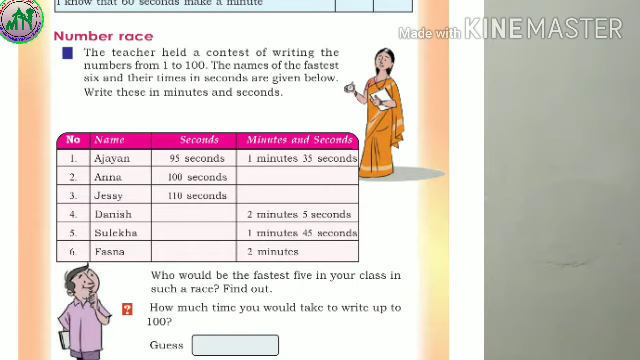 I know that 60 seconds make a minute
Made with KINEMASTER
Number race
The teacher held a contest of writing the
numbers from 1 to 100. The names of the fastest
six and their times in seconds are given below.
Write these in minutes and seconds.
No Name Seconds Minutes and Seconds
1. Ajayan 95 seconds 1 minutes 35 seconds
2. Anna 100 seconds
3. Jessy 110 seconds
4. Danish 2 minutes 5 seconds
5. Sulekha 1 minutes 45 seconds
6. Fasna 2 minutes
Who would be the fastest five in your class in
such a race? Find out.
? How much time you would take to write up to
100?
Guess